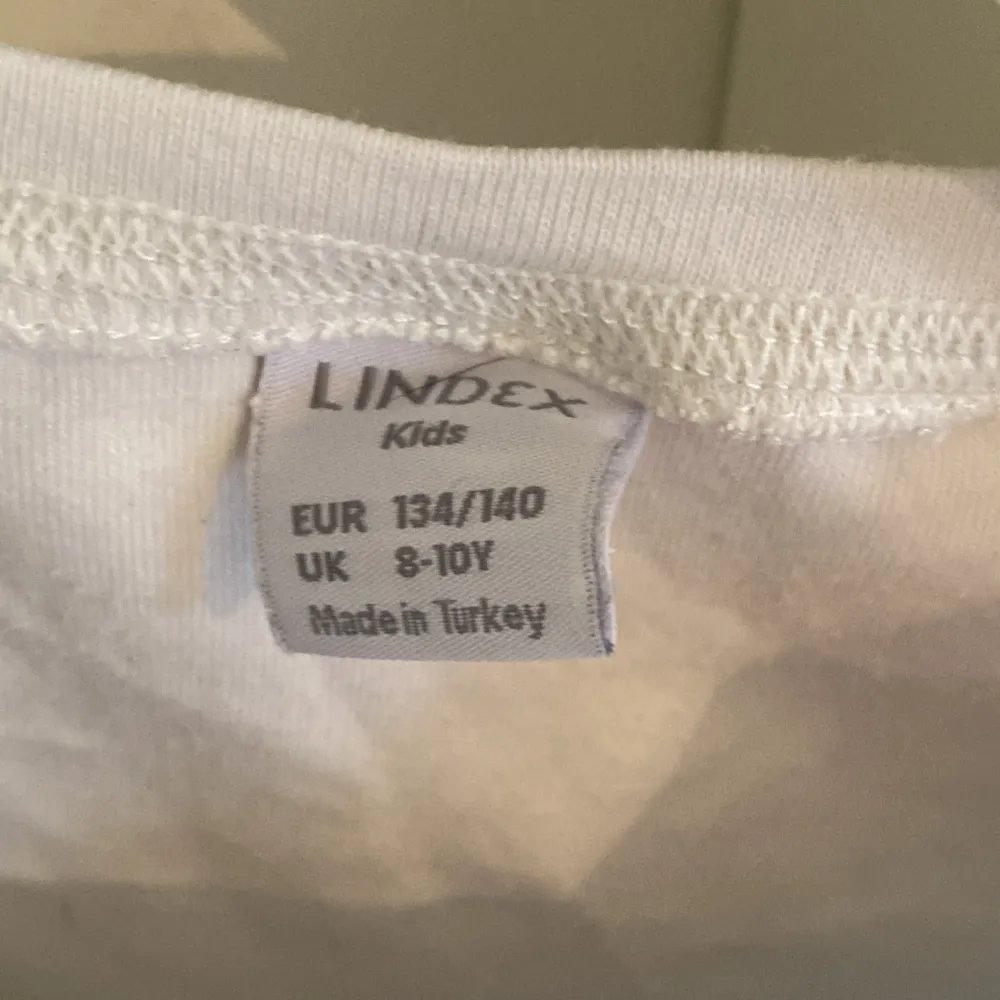 LINDEX
Kids
EUR 134/140
UK 8-10Y
Made in Turkey